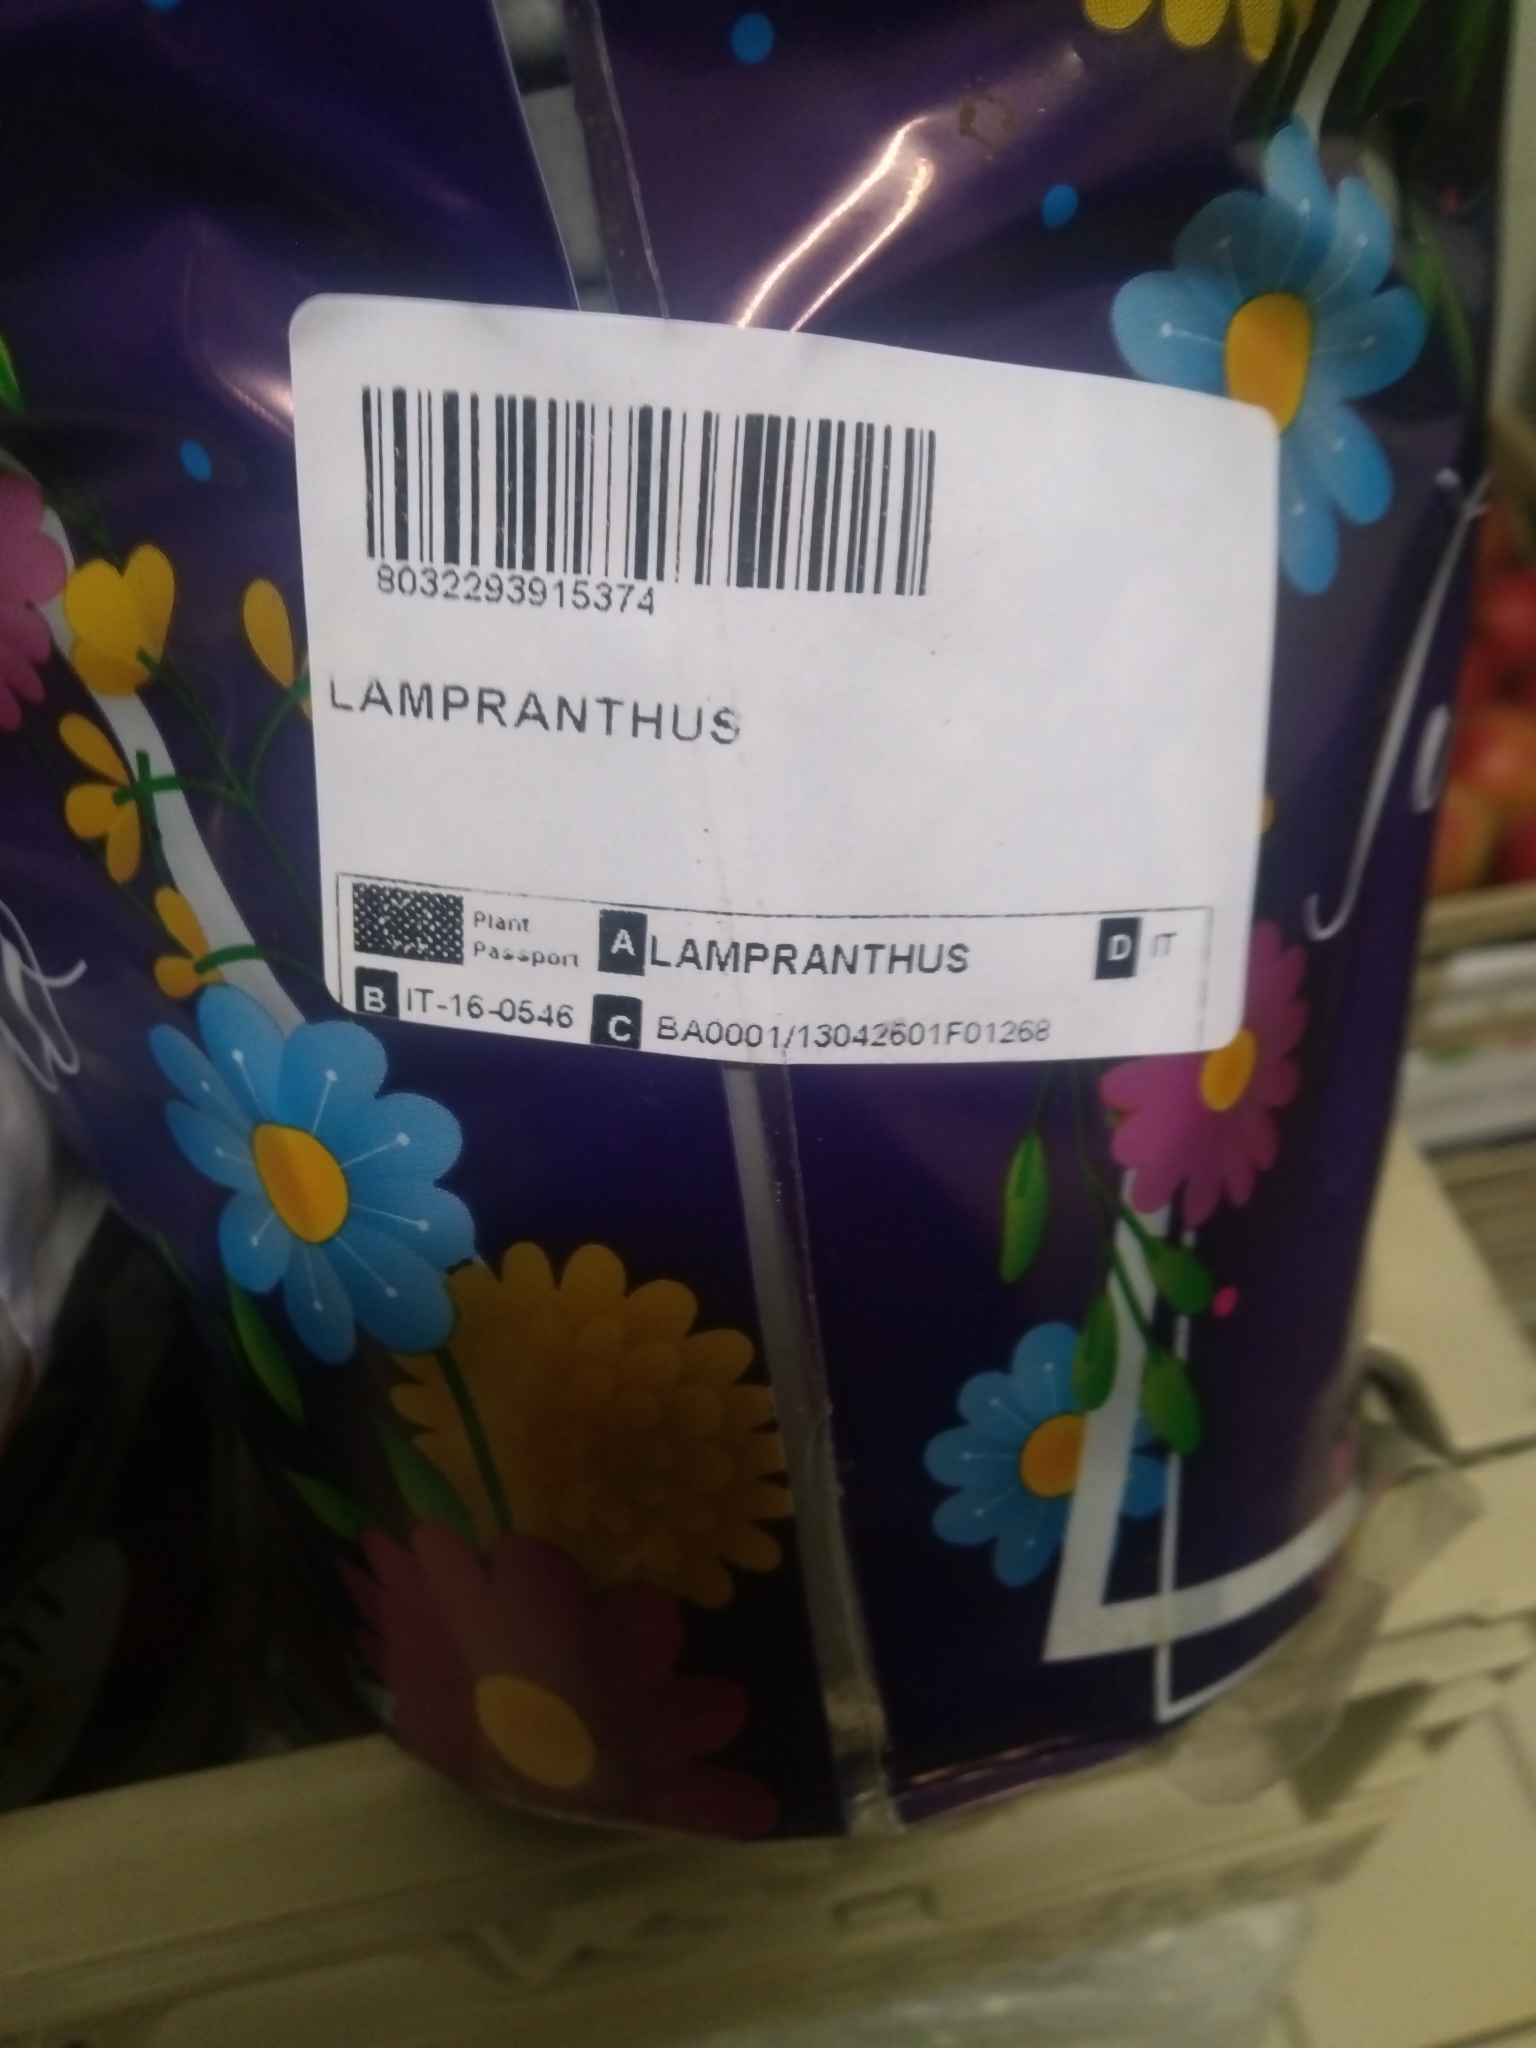 8032293915374
LAMPRANTHUS
Plant
Passport
A LAMPRANTHUS
D IT
B IT-16-0546
C BA0001/13042601F01268